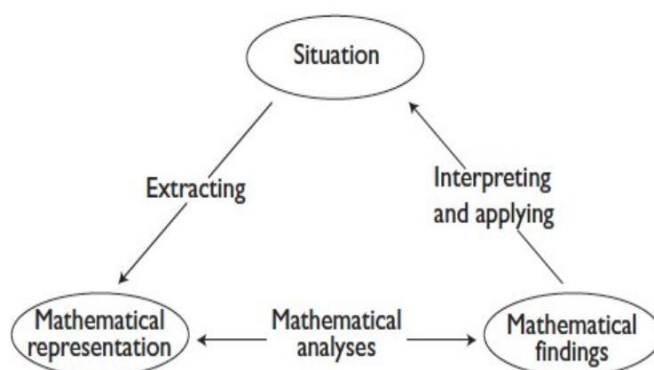 Situation
Extracting
Interpreting
and applying
Mathematical
representation
Mathematical
analyses
Mathematical
findings